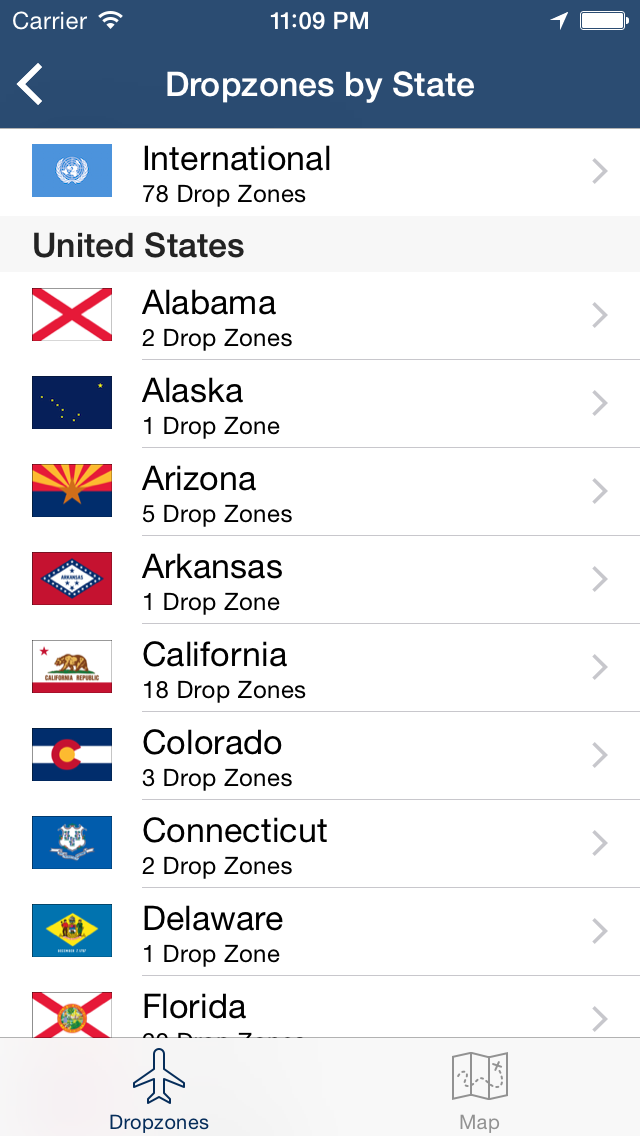 Carrier 11:09 PM
Dropzones by State
International
78 Drop Zones
United States
Alabama
2 Drop Zones
Alaska
1 Drop Zone
Arizona
5 Drop Zones
ARKANSAS
Arkansas
1 Drop Zone
CALIFORNIA REPUBLIC
California
18 Drop Zones
Colorado
3 Drop Zones
Connecticut
2 Drop Zones
Delaware
1 Drop Zone
Florida
Drop Zones
Dropzones
Map